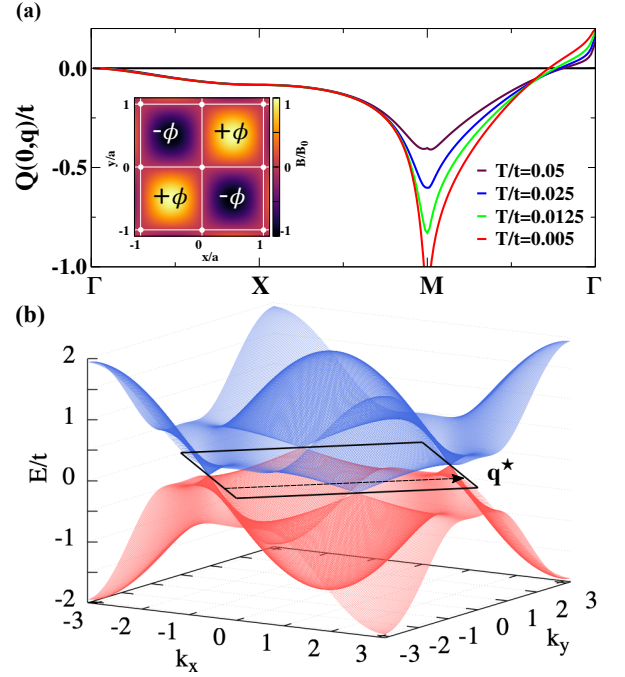 (a)
Q(0,q)/t
0.0
-0.5
-1.0
Γ
X
M
Γ
T/t=0.05
T/t=0.025
T/t=0.0125
T/t=0.005
y/a
1
0
-1
-ϕ
+ϕ
+ϕ
-ϕ
-1
0
1
x/a
1
0
-1
B/B₀
(b)
E/t
2
1
0
-1
-2
q★
-3
-2
-1
0
1
2
3
kₓ
-3
-2
-1
0
1
2
3
k_y